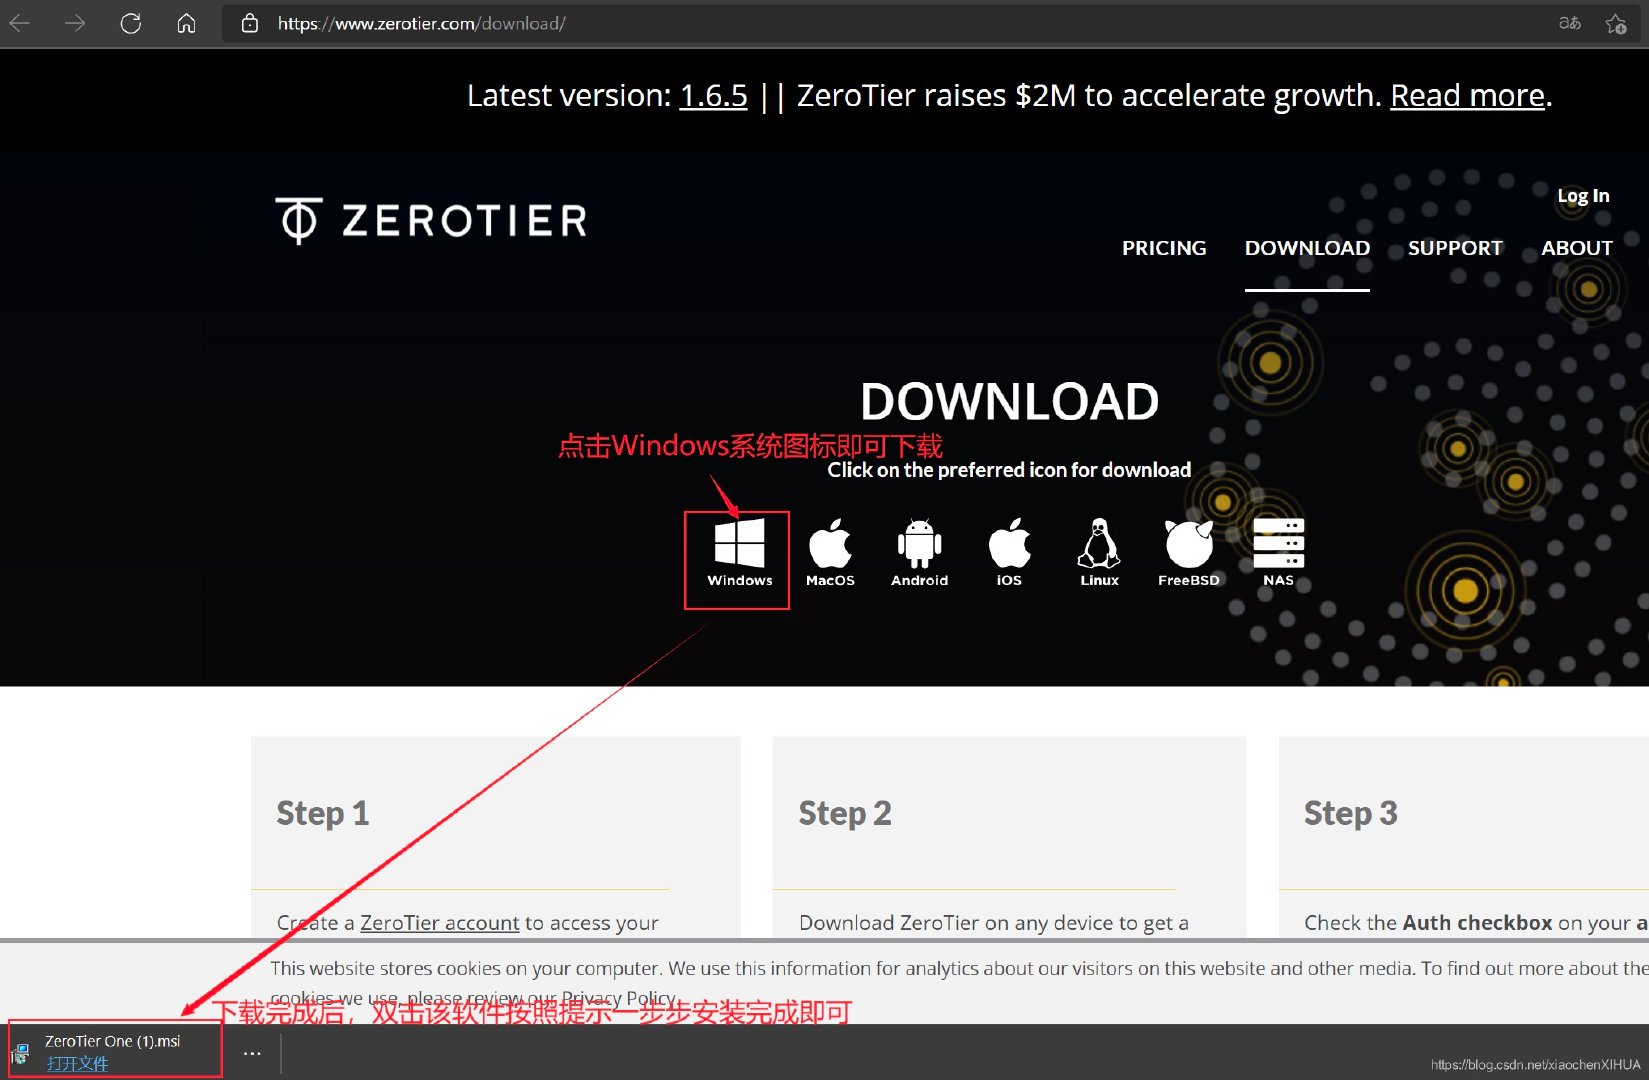 https://www.zerotier.com/download/
Latest version: 1.6.5 || ZeroTier raises $2M to accelerate growth. Read more.
ZEROTIER
Log In
PRICING DOWNLOAD SUPPORT ABOUT
DOWNLOAD
点击Windows系统图标即可下载
Click on the preferred icon for download
Windows MacOS Android iOS Linux FreeBSD NAS
Step 1
Create a ZeroTier account to access your
Step 2
Download ZeroTier on any device to get a
Step 3
Check the Auth checkbox on your a
This website stores cookies on your computer. We use this information for analytics about our visitors on this website and other media. To find out more about the
cookies we use, please review our Privacy Policy.
下载完成后，双击该软件按照提示一步步安装完成即可
ZeroTier One (1).msi
打开文件
https://blog.csdn.net/xiaochenXIHUA